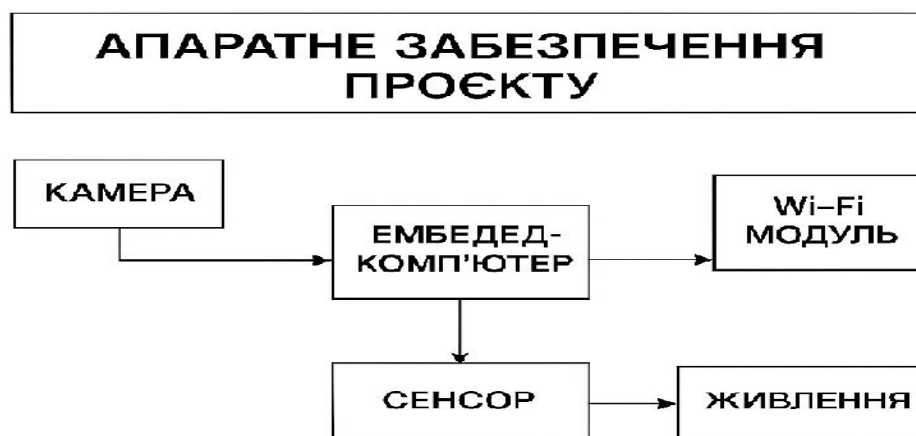 АПАРАТНЕ ЗАБЕЗПЕЧЕННЯ
ПРОЄКТУ
КАМЕРА
ЕМБЕДЕД-
КОМП'ЮТЕР
Wi–Fi
МОДУЛЬ
СЕНСОР
ЖИВЛЕННЯ